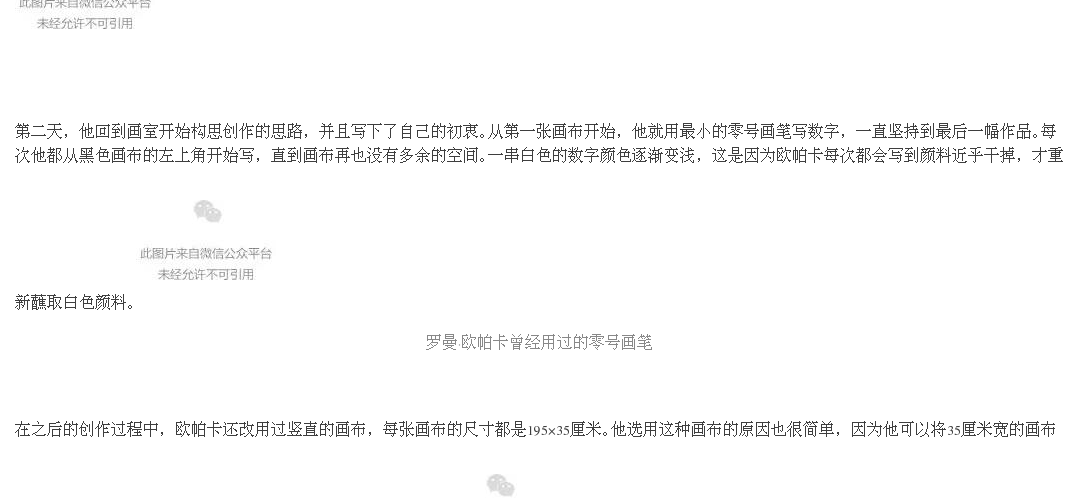 此图片来自微信公众平台
未经允许不可引用
第二天，他回到画室开始构思创作的思路，并且写下了自己的初衷。从第一张画布开始，他就用最小的零号画笔写数字，一直坚持到最后一幅作品。每
次他都从黑色画布的左上角开始写，直到画布再也没有多余的空间。一串白色的数字颜色逐渐变浅，这是因为欧帕卡每次都会写到颜料近乎干掉，才重
此图片来自微信公众平台
未经允许不可引用
新蘸取白色颜料。
罗曼·欧帕卡曾经用过的零号画笔
在之后的创作过程中，欧帕卡还改用过竖直的画布，每张画布的尺寸都是195×35厘米。他选用这种画布的原因也很简单，因为他可以将35厘米宽的画布